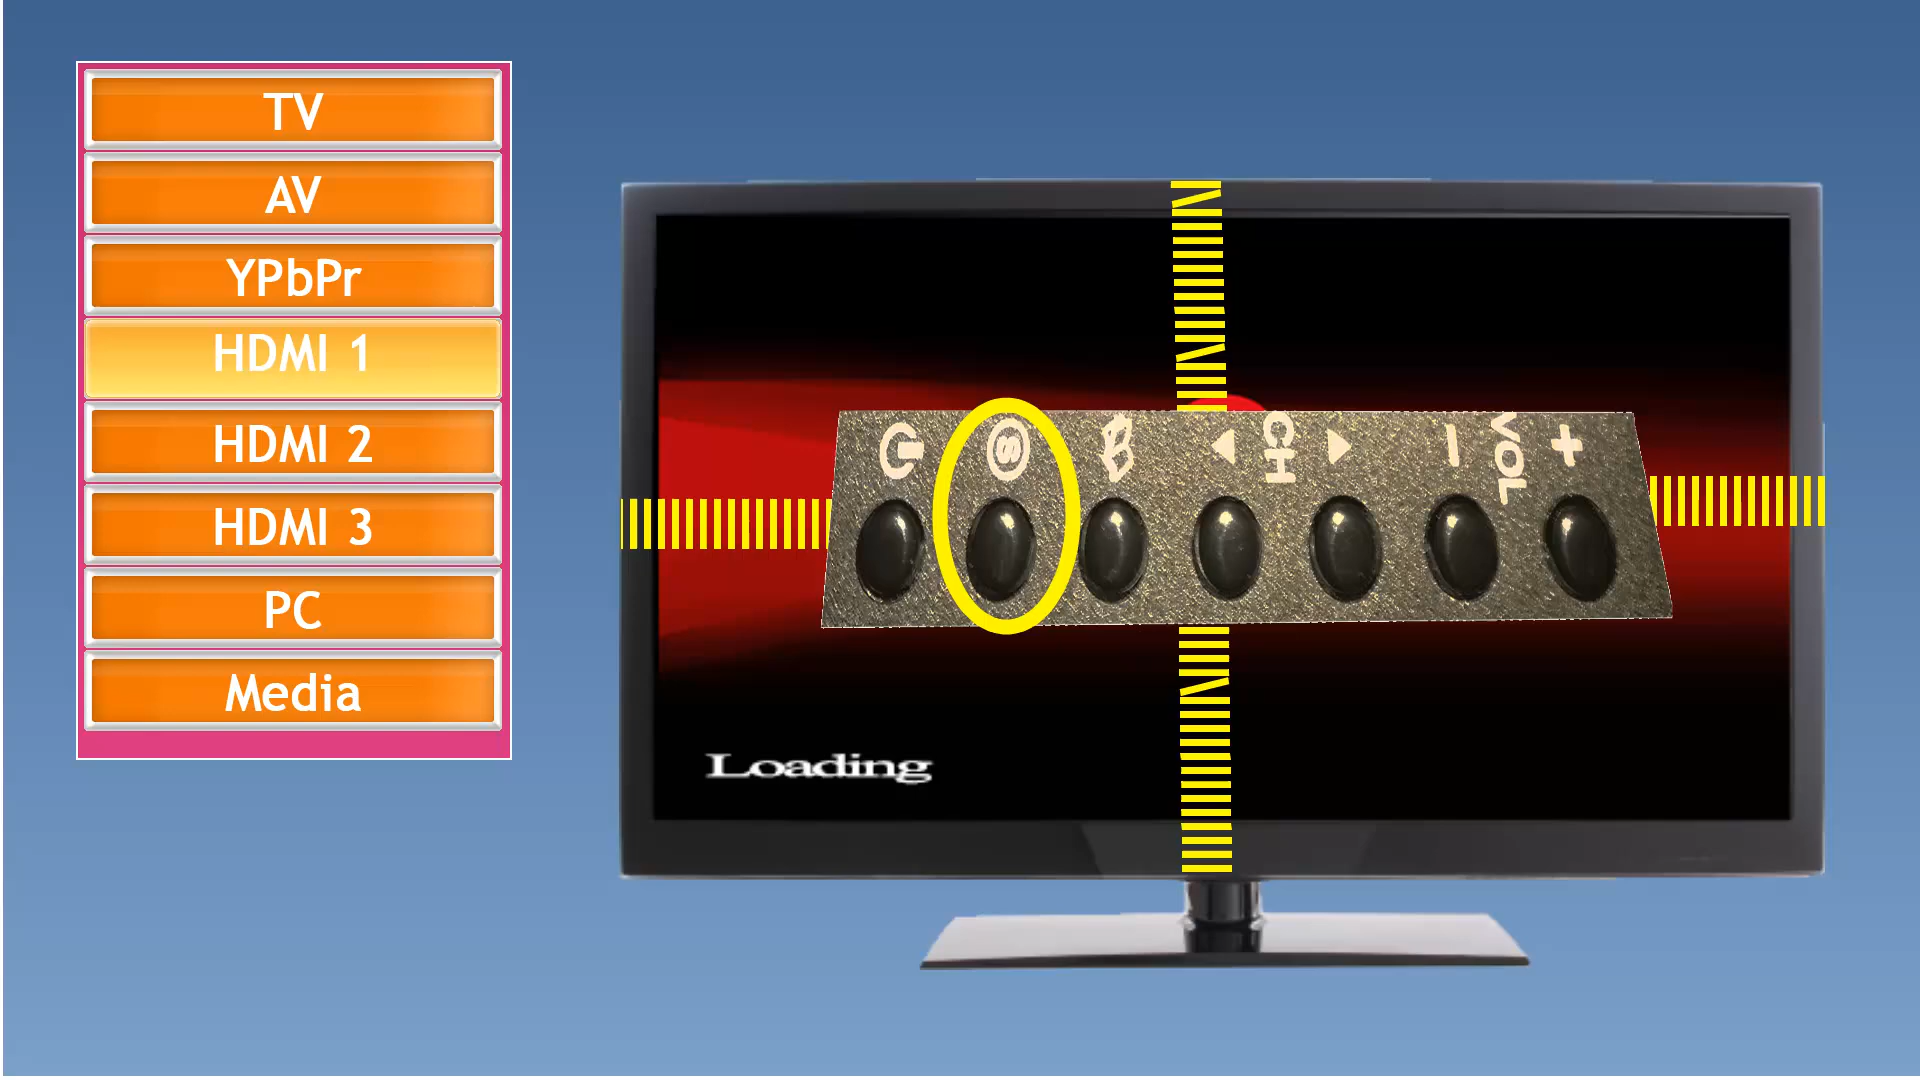 TV
AV
YPbPr
HDMI 1
HDMI 2
HDMI 3
PC
Media
CH
VOL
Loading